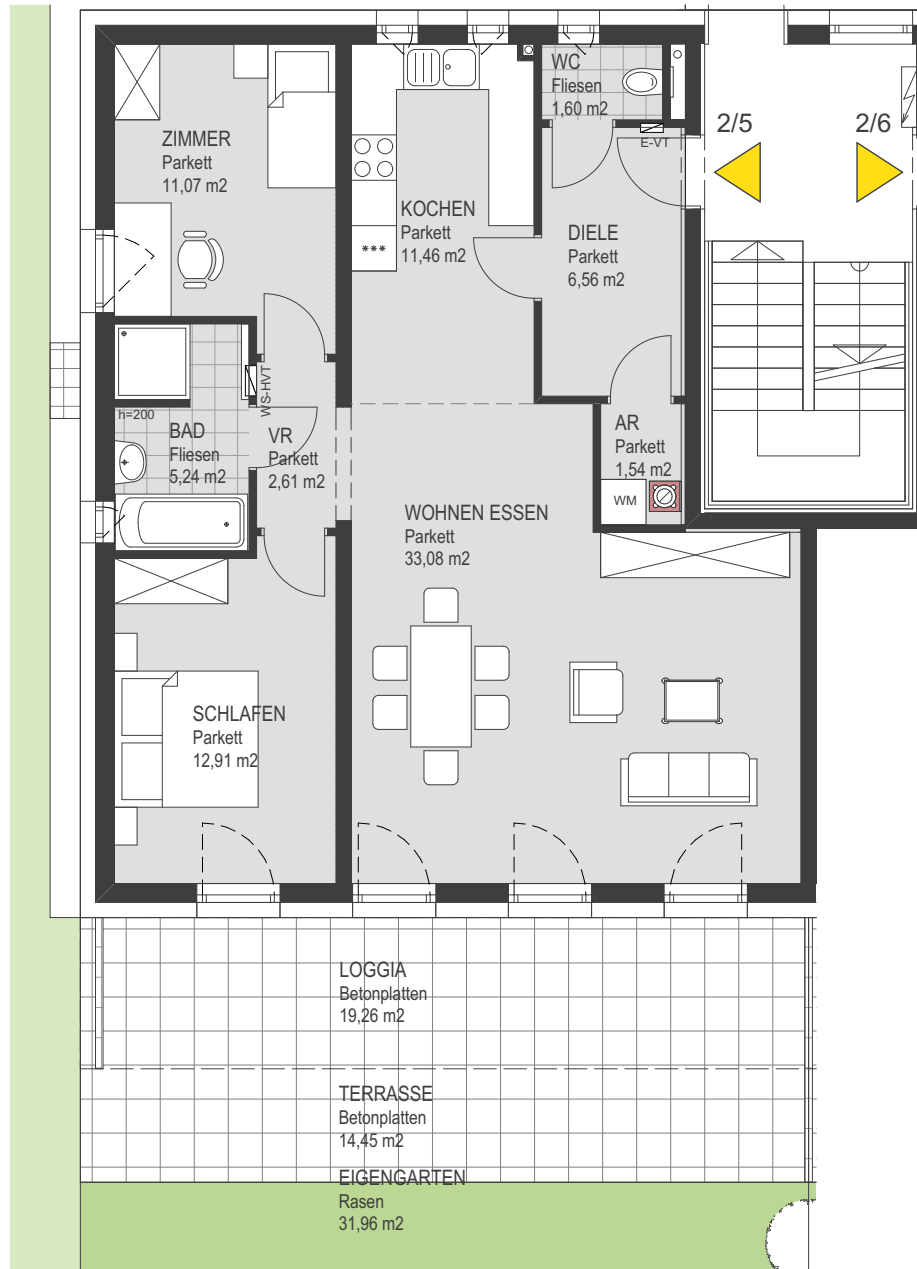 WC
Fliesen
1,60 m2
E-VT
2/5
2/6
ZIMMER
Parkett
11,07 m2
KOCHEN
Parkett
11,46 m2
***
DIELE
Parkett
6,56 m2
WS-HVT
h=200
BAD
Fliesen
5,24 m2
VR
Parkett
2,61 m2
AR
Parkett
1,54 m2
WM
WOHNEN ESSEN
Parkett
33,08 m2
SCHLAFEN
Parkett
12,91 m2
LOGGIA
Betonplatten
19,26 m2
TERRASSE
Betonplatten
14,45 m2
EIGENGARTEN
Rasen
31,96 m2